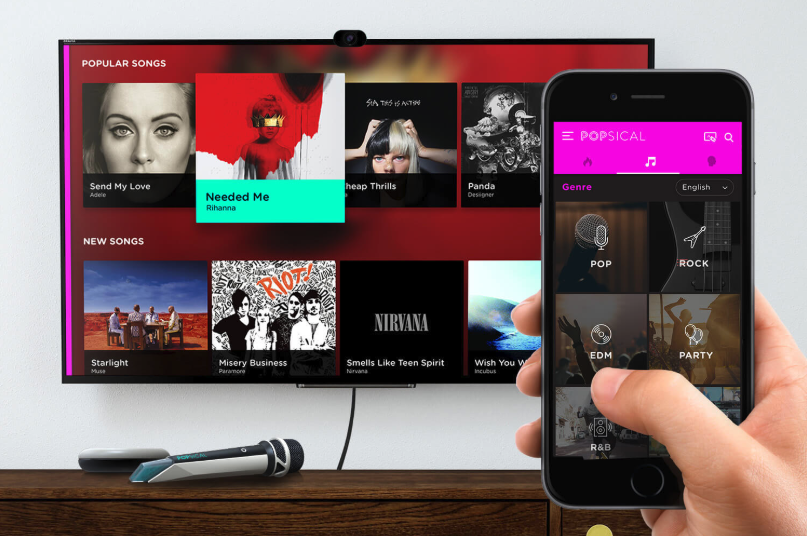 POPULAR SONGS
SIA THIS IS ACTING
Send My Love
Adele
Needed Me
Rihanna
heap Thrills
Panda
Designer
NEW SONGS
RIOT!
NIRVANA
Starlight
Muse
Misery Business
Paramore
Smells Like Teen Spirit
Nirvana
Wish You W
Incubus
POPSICAL
POPSICAL
Genre
English
POP
ROCK
EDM
PARTY
R&B